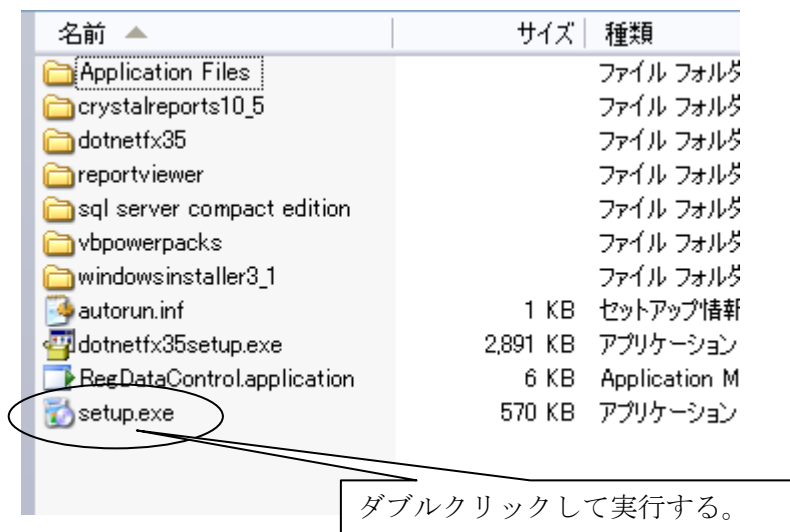 名前 サイズ 種類
Application Files ファイル フォルダ
crystalreports10_5 ファイル フォルダ
dotnetfx35 ファイル フォルダ
reportviewer ファイル フォルダ
sql server compact edition ファイル フォルダ
vbpowerpacks ファイル フォルダ
windowsinstaller3_1 ファイル フォルダ
autorun.inf 1 KB セットアップ情報
dotnetfx35setup.exe 2,891 KB アプリケーション
RegDataControl.application 6 KB Application M
setup.exe 570 KB アプリケーション
ダブルクリックして実行する。